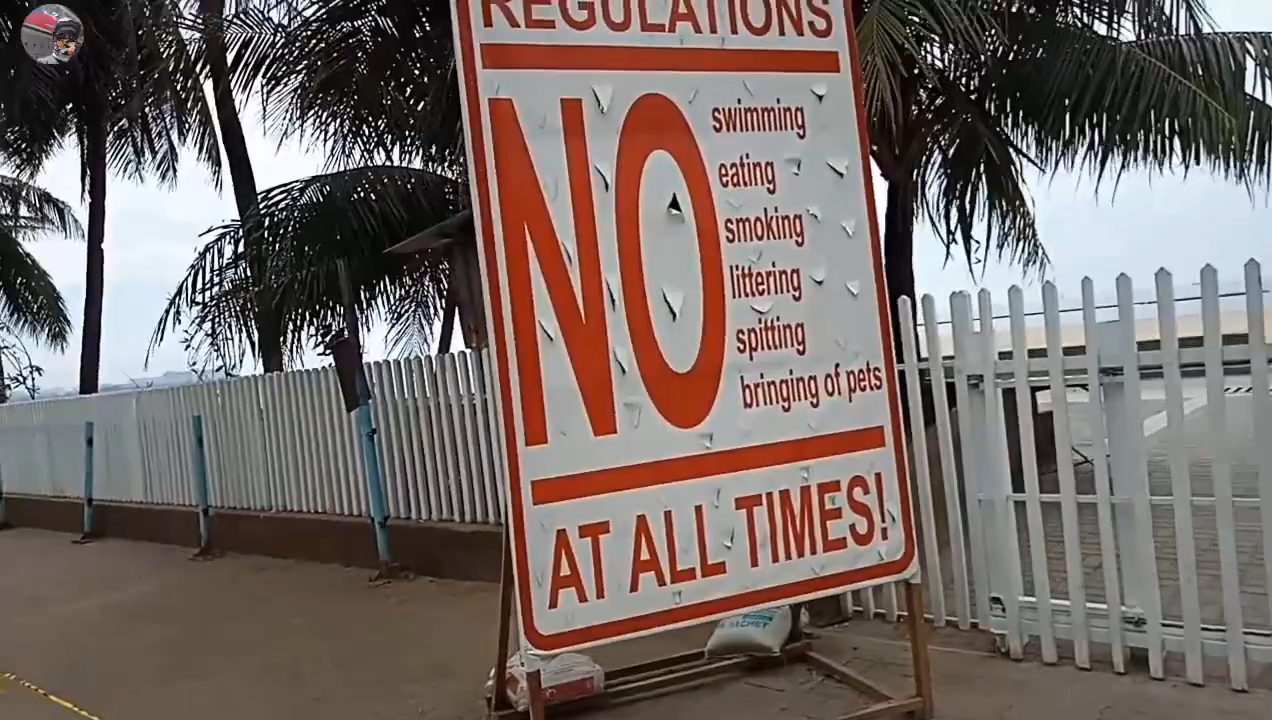 REGULATIONS
NO
swimming
eating
smoking
littering
spitting
bringing of pets
AT ALL TIMES!